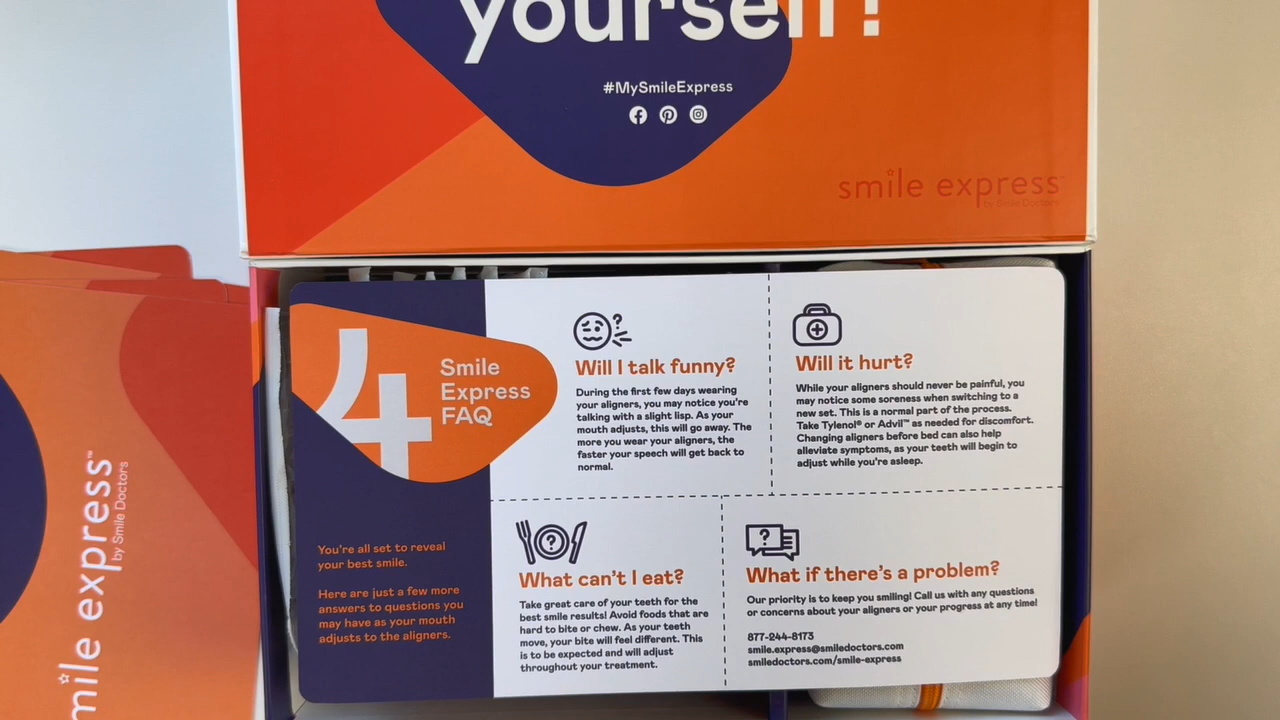 yourself!
#MySmileExpress
smile express
by Smile Doctors
smile express™
by Smile Doctors
4
Smile
Express
FAQ
You're all set to reveal
your best smile.
Here are just a few more
answers to questions you
may have as your mouth
adjusts to the aligners.
Will I talk funny?
During the first few days wearing
your aligners, you may notice you're
talking with a slight lisp. As your
mouth adjusts, this will go away. The
more you wear your aligners, the
faster your speech will get back to
normal.
Will it hurt?
While your aligners should never be painful, you
may notice some soreness when switching to a
new set. This is a normal part of the process.
Take Tylenol® or Advil™ as needed for discomfort.
Changing aligners before bed can also help
alleviate symptoms, as your teeth will begin to
adjust while you're asleep.
What can't I eat?
Take great care of your teeth for the
best smile results! Avoid foods that are
hard to bite or chew. As your teeth
move, your bite will feel different. This
is to be expected and will adjust
throughout your treatment.
What if there's a problem?
Our priority is to keep you smiling! Call us with any questions
or concerns about your aligners or your progress at any time!
877-244-8173
smile.express@smiledoctors.com
smiledoctors.com/smile-express